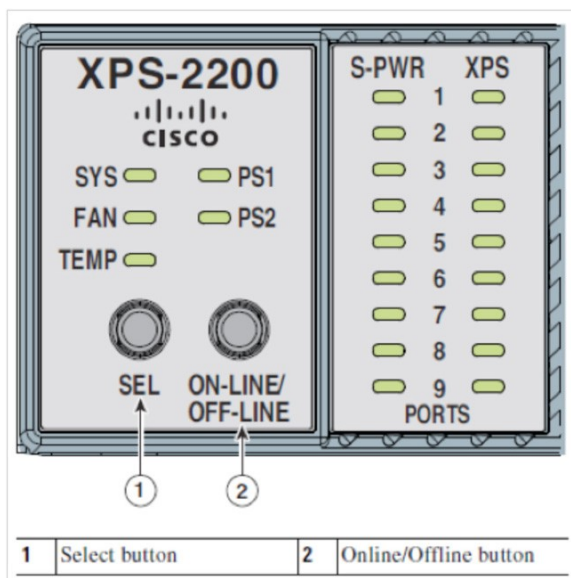 XPS-2200
CISCO
SYS PS1
FAN PS2
TEMP
SEL ON-LINE/
OFF-LINE
S-PWR XPS
1
2
3
4
5
6
7
8
9
PORTS
1 2
1 Select button 2 Online/Offline button